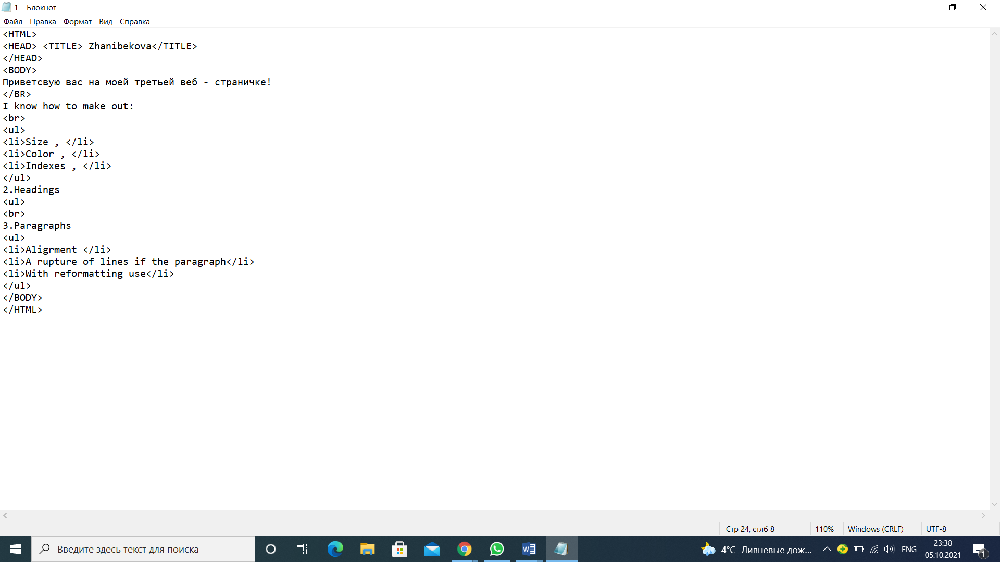 1 – Блокнот
Файл Правка Формат Вид Справка
<HTML>
<HEAD> <TITLE> Zhanibekova</TITLE>
</HEAD>
<BODY>
Приветсвую вас на моей третьей веб - страничке!
</BR>
I know how to make out:
<br>
<ul>
<li>Size , </li>
<li>Color , </li>
<li>Indexes , </li>
</ul>
2.Headings
<ul>
<br>
3.Paragraphs
<ul>
<li>Aligrment </li>
<li>A rupture of lines if the paragraph</li>
<li>With reformatting use</li>
</ul>
</BODY>
</HTML>
Стр 24, стлб 8 110% Windows (CRLF) UTF-8
Введите здесь текст для поиска
4°C Ливневые дож... ENG
23:38
05.10.2021
1